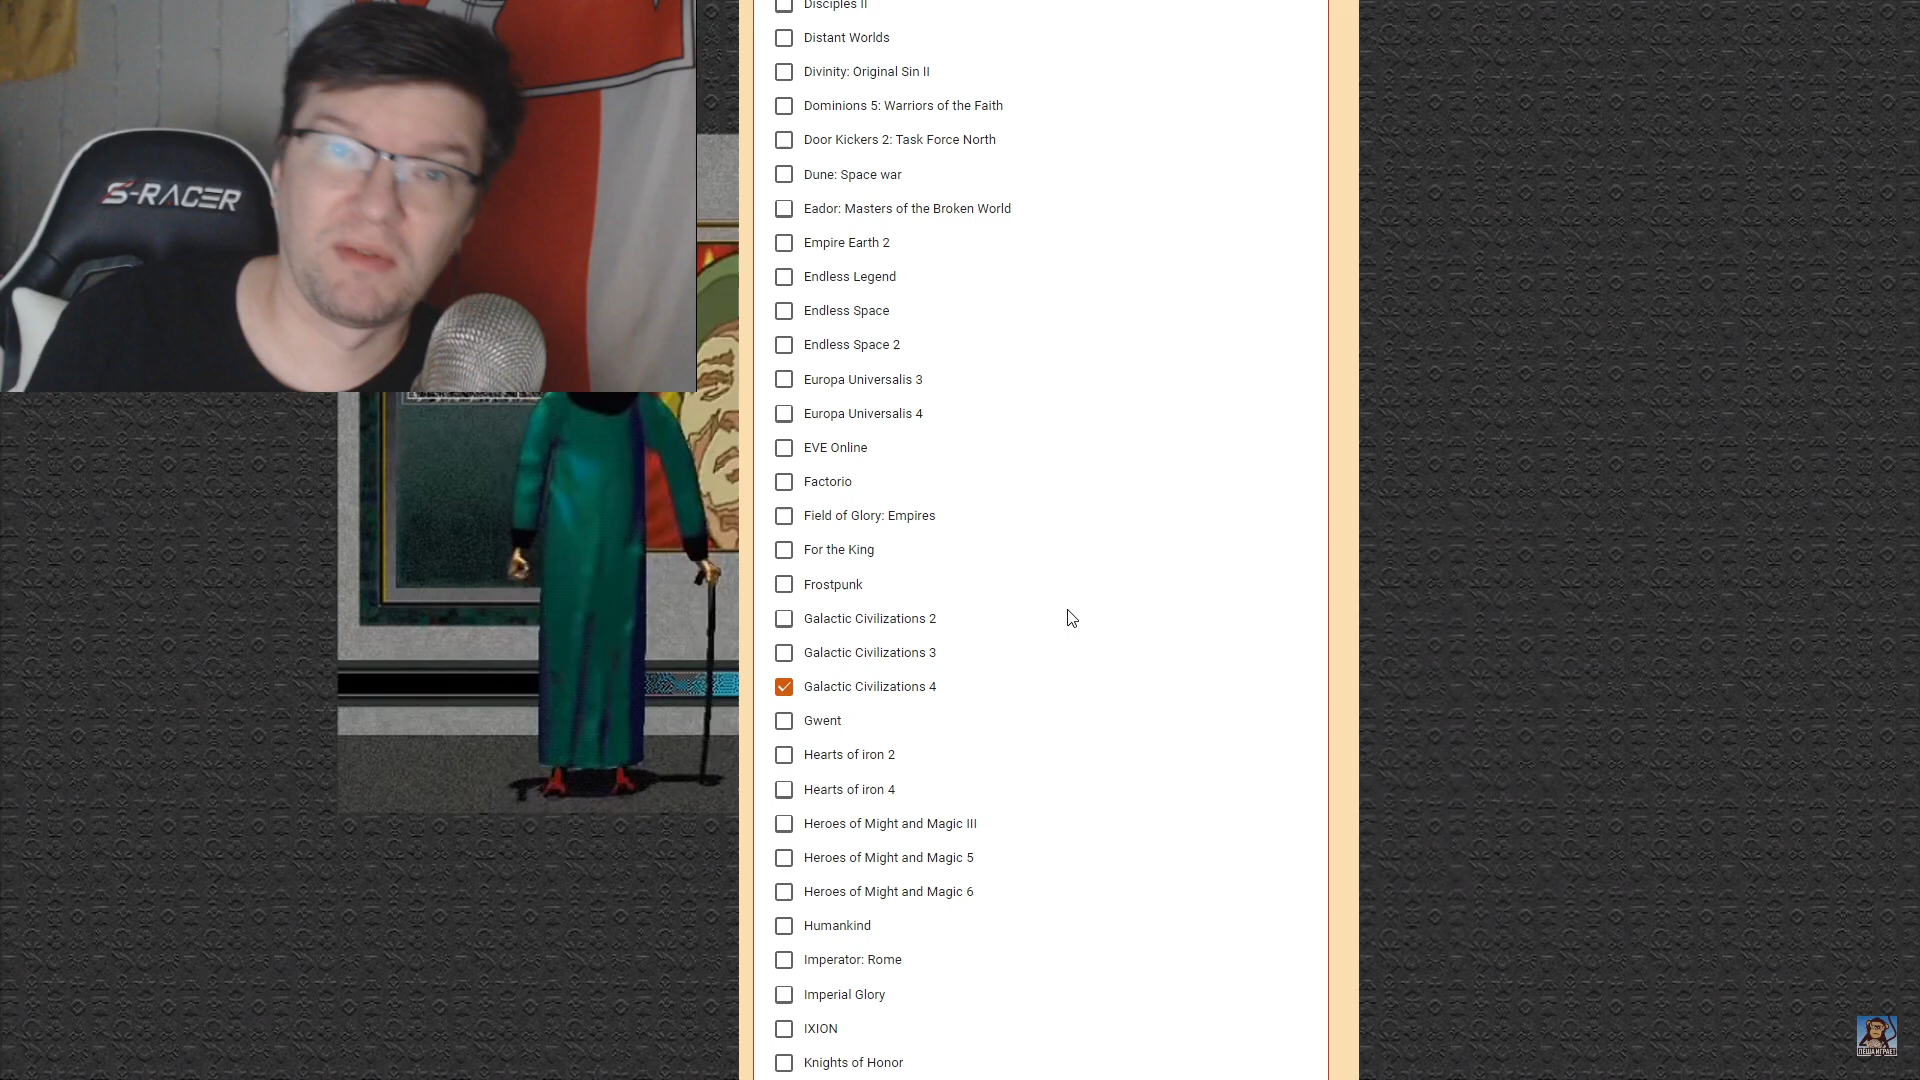 S-RACER
Disciples II
Distant Worlds
Divinity: Original Sin II
Dominions 5: Warriors of the Faith
Door Kickers 2: Task Force North
Dune: Space war
Eador: Masters of the Broken World
Empire Earth 2
Endless Legend
Endless Space
Endless Space 2
Europa Universalis 3
Europa Universalis 4
EVE Online
Factorio
Field of Glory: Empires
For the King
Frostpunk
Galactic Civilizations 2
Galactic Civilizations 3
Galactic Civilizations 4
Gwent
Hearts of iron 2
Hearts of iron 4
Heroes of Might and Magic III
Heroes of Might and Magic 5
Heroes of Might and Magic 6
Humankind
Imperator: Rome
Imperial Glory
IXION
Knights of Honor
ЛЕША ИГРАЕТ